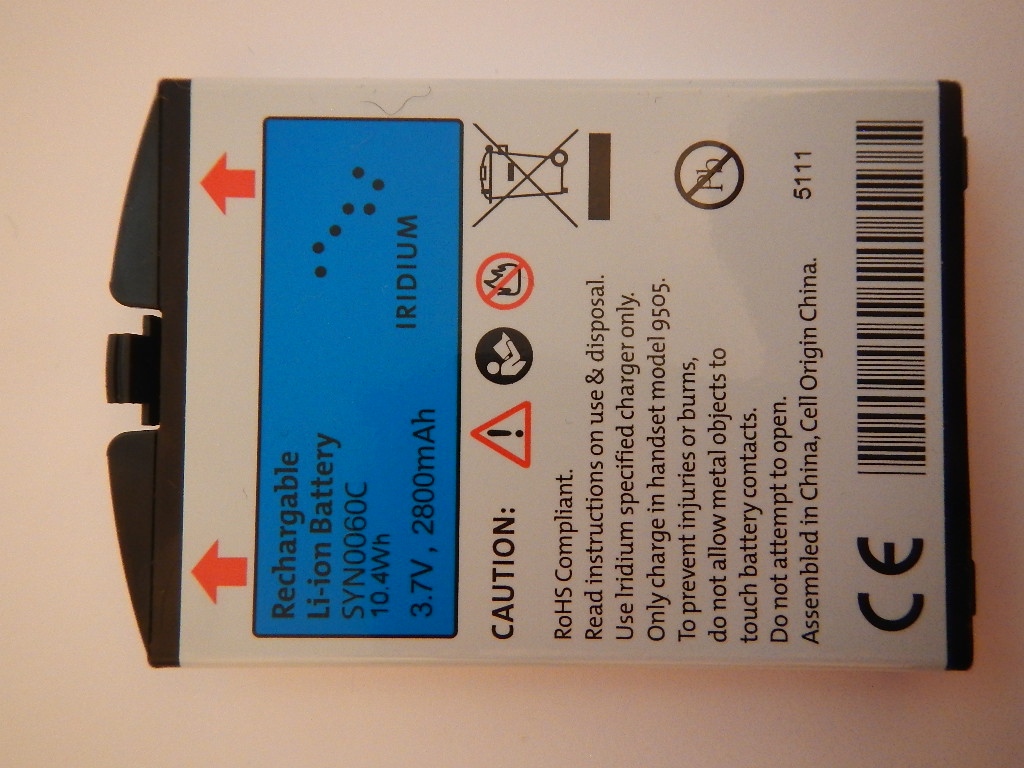 Rechargable
Li-ion Battery
SYN0060C
10.4Wh
3.7V , 2800mAh
IRIDIUM
CAUTION:
RoHS Compliant.
Read instructions on use & disposal.
Use Iridium specified charger only.
Only charge in handset model 9505.
To prevent injuries or burns,
do not allow metal objects to
touch battery contacts.
Do not attempt to open.
Assembled in China, Cell Origin China.
Pb
5111
CE